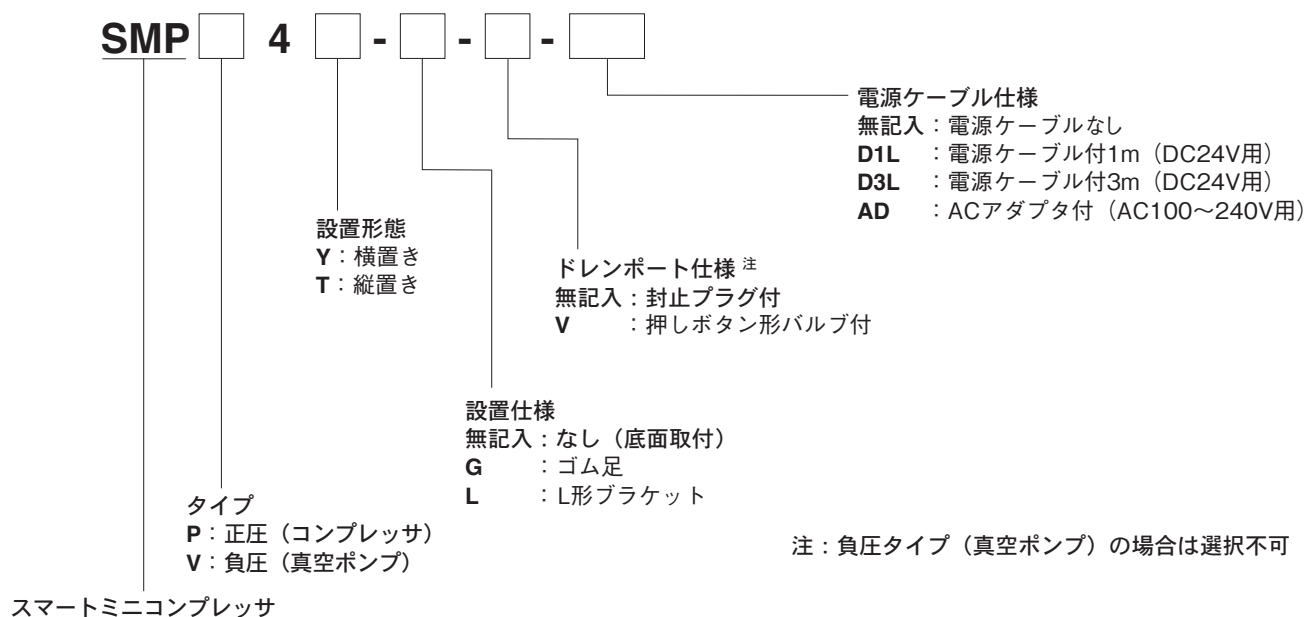 SMP□ 4 □-□-□-□
電源ケーブル仕様
無記入：電源ケーブルなし
D1L ：電源ケーブル付1m（DC24V用）
D3L ：電源ケーブル付3m（DC24V用）
AD ：ACアダプタ付（AC100～240V用）
設置形態
Y：横置き
T：縦置き
ドレンポート仕様 注
無記入：封止プラグ付
V ：押しボタン形バルブ付
設置仕様
無記入：なし（底面取付）
G ：ゴム足
L ：L形ブラケット
タイプ
P：正圧（コンプレッサ）
V：負圧（真空ポンプ）
注：負圧タイプ（真空ポンプ）の場合は選択不可
スマートミニコンプレッサ